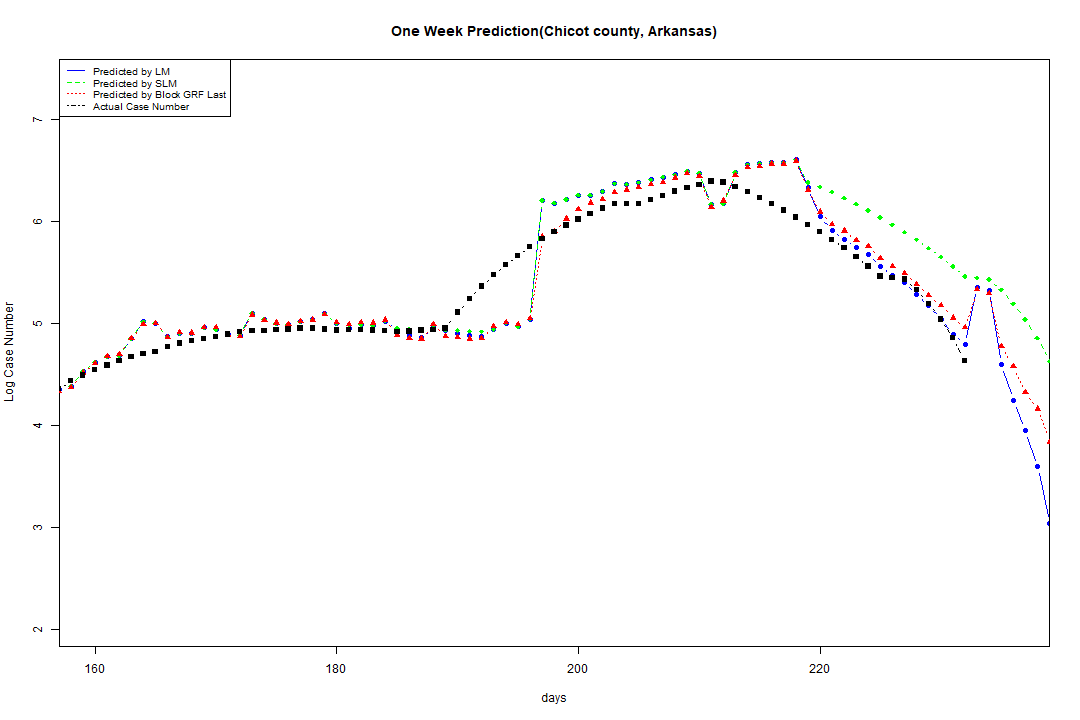 One Week Prediction(Chicot county, Arkansas)
Predicted by LM
Predicted by SLM
Predicted by Block GRF Last
Actual Case Number
7
6
5
4
3
2
Log Case Number
160 180 200 220
days